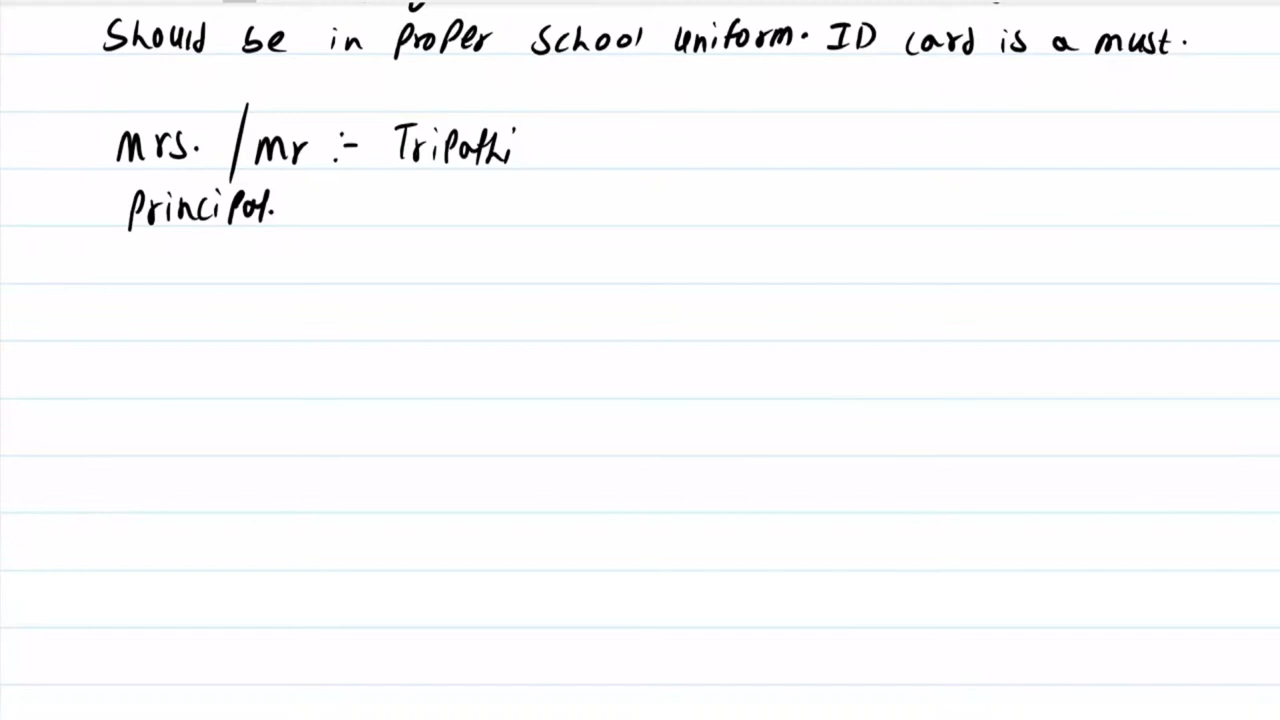 Should be in proper school uniform. ID card is a must.
Mrs. / Mr :- Tripathi
Principal.